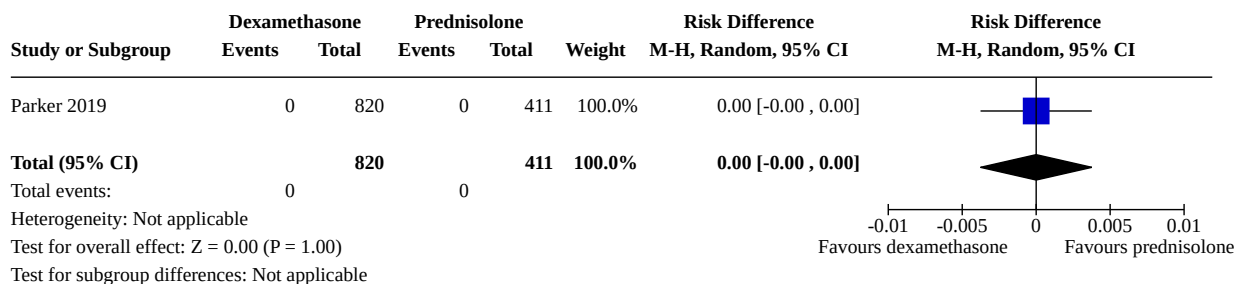 Dexamethasone Prednisolone Risk Difference Risk Difference
Study or Subgroup Events Total Events Total Weight M-H, Random, 95% CI M-H, Random, 95% CI
Parker 2019 0 820 0 411 100.0% 0.00 [-0.00 , 0.00]
Total (95% CI) 820 411 100.0% 0.00 [-0.00 , 0.00]
Total events: 0 0
Heterogeneity: Not applicable
-0.01 -0.005 0 0.005 0.01
Test for overall effect: Z = 0.00 (P = 1.00) Favours dexamethasone Favours prednisolone
Test for subgroup differences: Not applicable